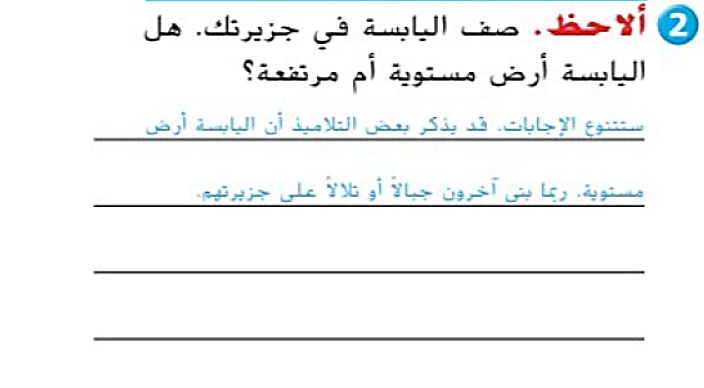 2 ألاحظ. صف اليابسة في جزيرتك. هل
اليابسة أرض مستوية أم مرتفعة؟
ستتنوع الإجابات. قد يذكر بعض التلاميذ أن اليابسة أرض
مستوية. ربما بنى آخرون جبالاً أو تلالاً على جزيرتهم.